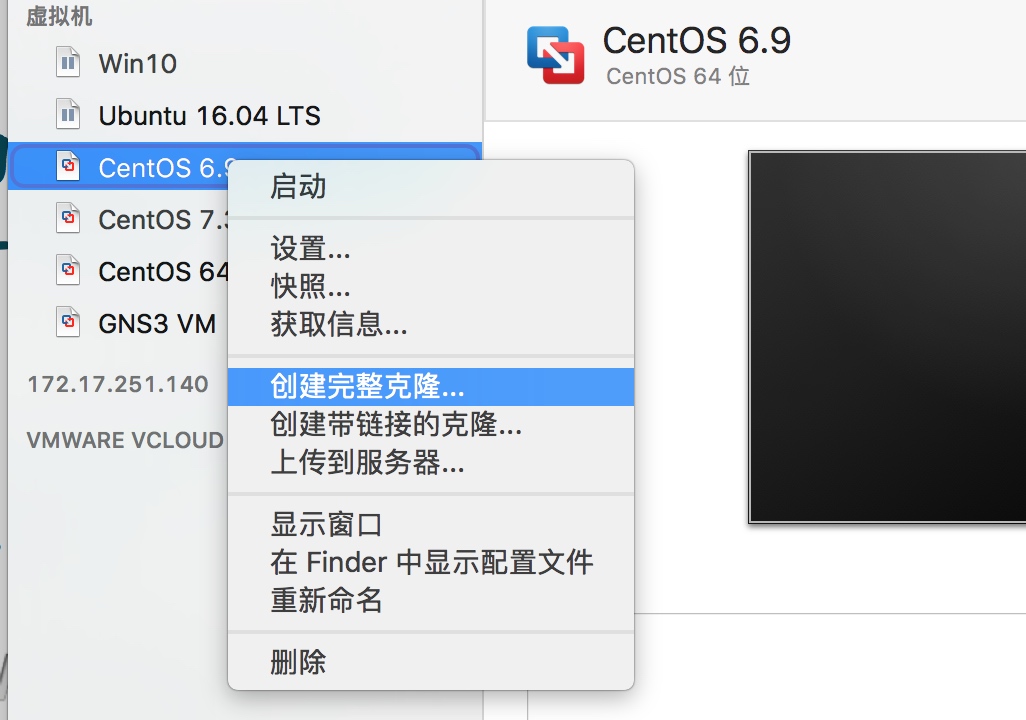 虚拟机
Win10
Ubuntu 16.04 LTS
CentOS 6.9
CentOS 7.3
CentOS 64
GNS3 VM
172.17.251.140
VMWARE VCLOUD
CentOS 6.9
CentOS 64 位
启动
设置...
快照...
获取信息...
创建完整克隆...
创建带链接的克隆...
上传到服务器...
显示窗口
在 Finder 中显示配置文件
重新命名
删除